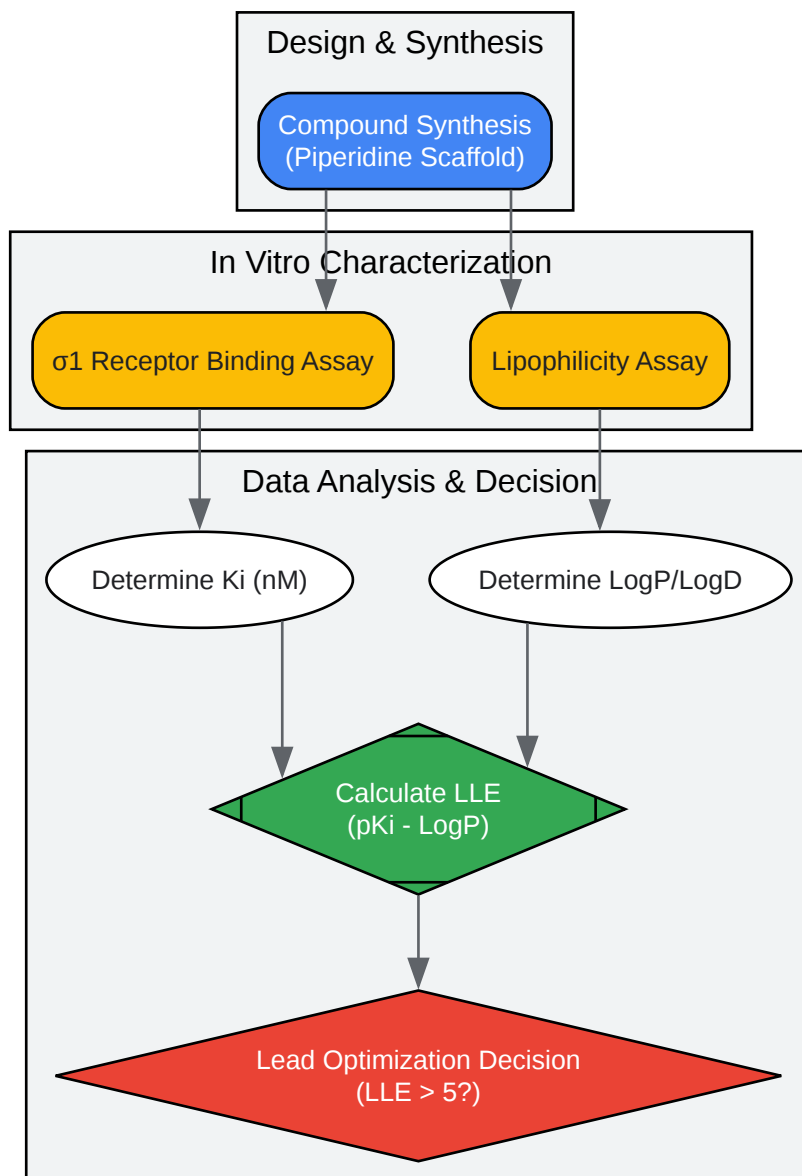 Design & Synthesis
Compound Synthesis
(Piperidine Scaffold)
In Vitro Characterization
σ1 Receptor Binding Assay
Lipophilicity Assay
Data Analysis & Decision
Determine Ki (nM)
Determine LogP/LogD
Calculate LLE
(pKi - LogP)
Lead Optimization Decision
(LLE > 5?)